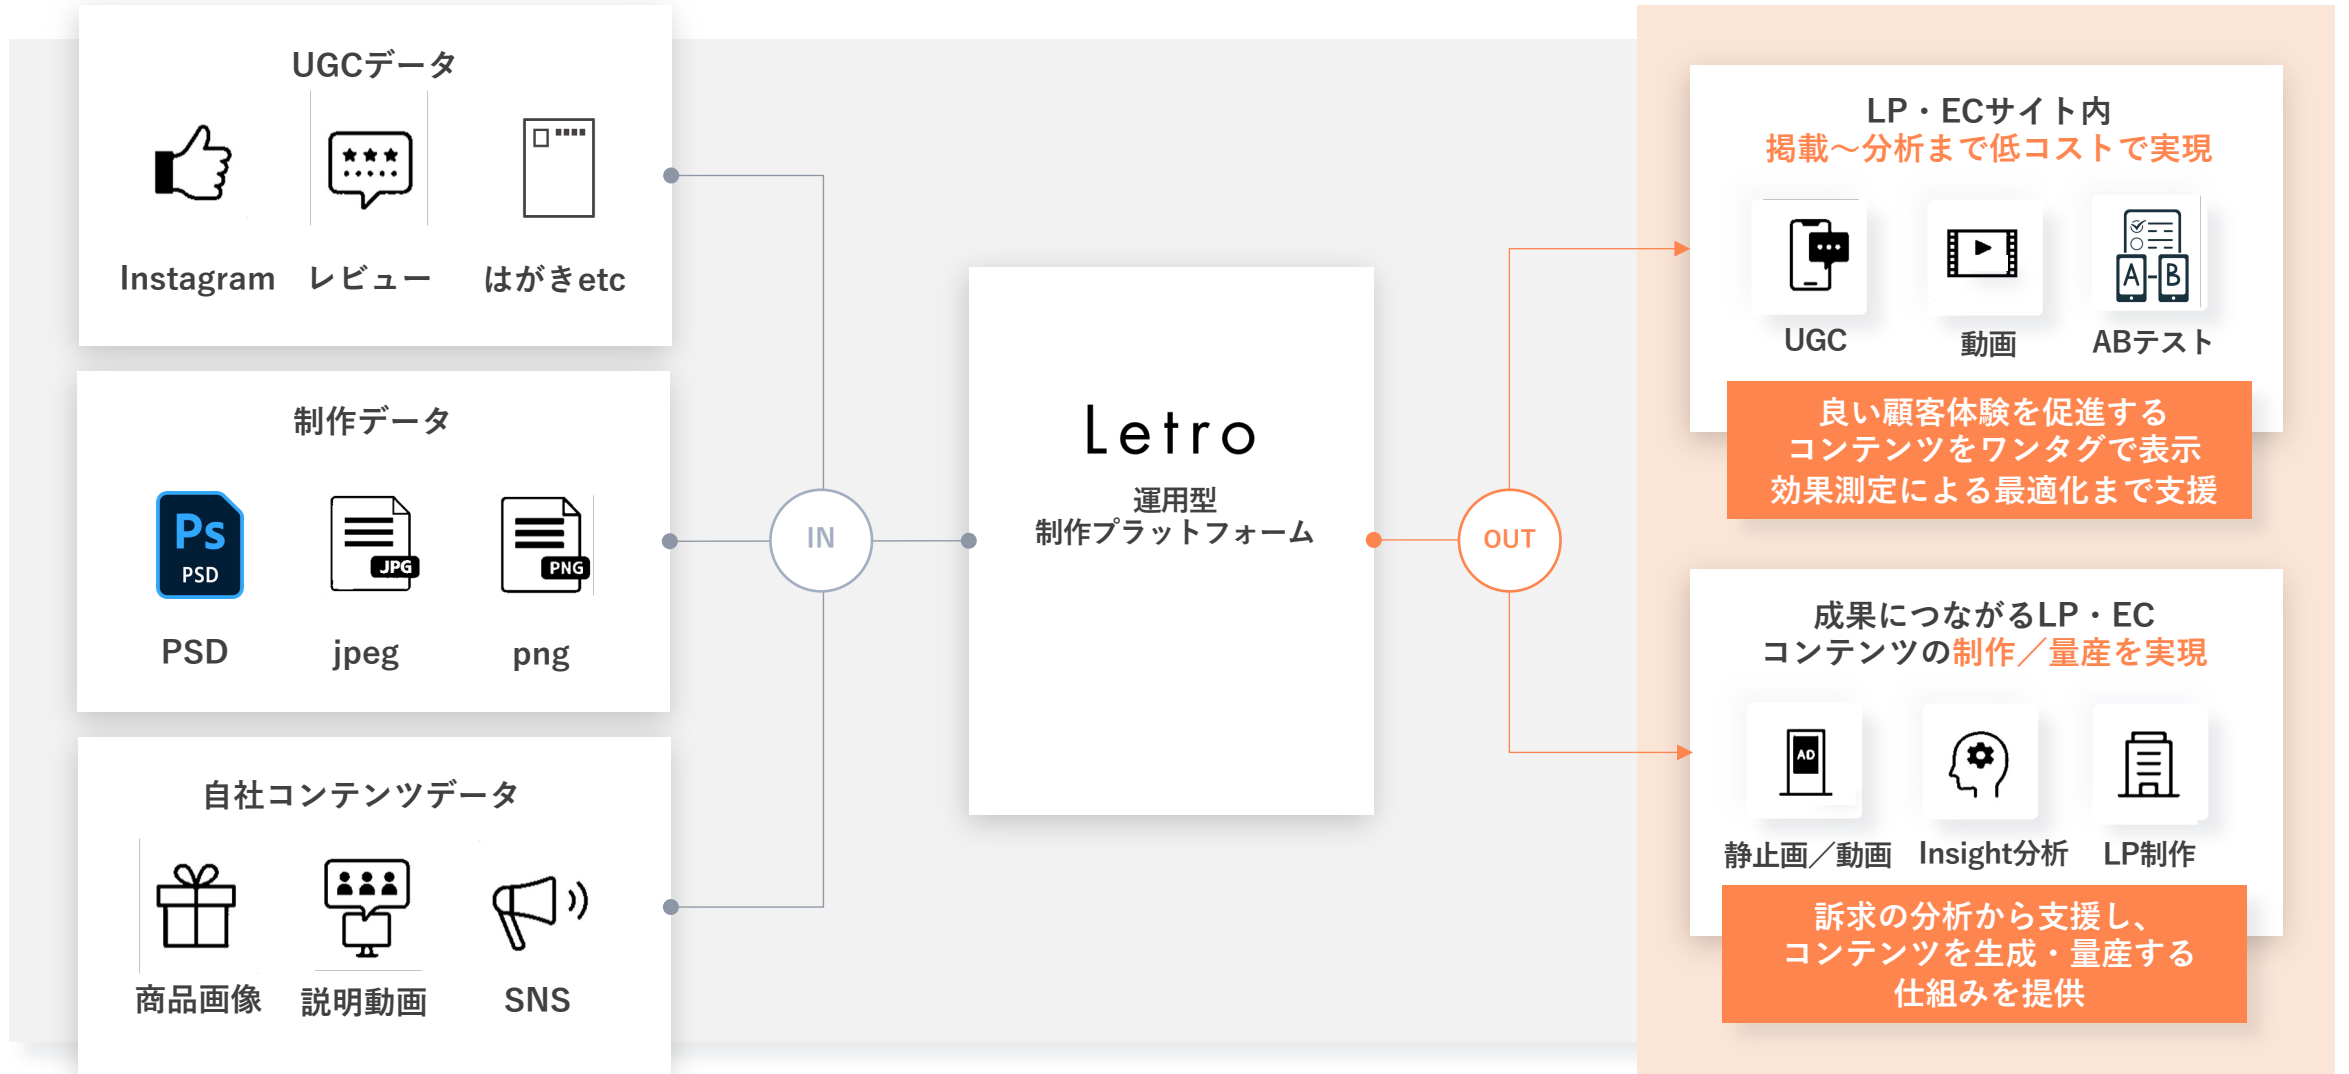 UGCデータ
Instagram
レビュー
はがきetc
制作データ
Ps
PSD
JPG
PNG
PSD
jpeg
png
自社コンテンツデータ
商品画像
説明動画
SNS
IN
Letro
運用型
制作プラットフォーム
OUT
LP・ECサイト内
掲載～分析まで低コストで実現
A-B
UGC
動画
ABテスト
良い顧客体験を促進する
コンテンツをワンタグで表示
効果測定による最適化まで支援
成果につながるLP・EC
コンテンツの制作／量産を実現
AD
静止画／動画
Insight分析
LP制作
訴求の分析から支援し、
コンテンツを生成・量産する
仕組みを提供